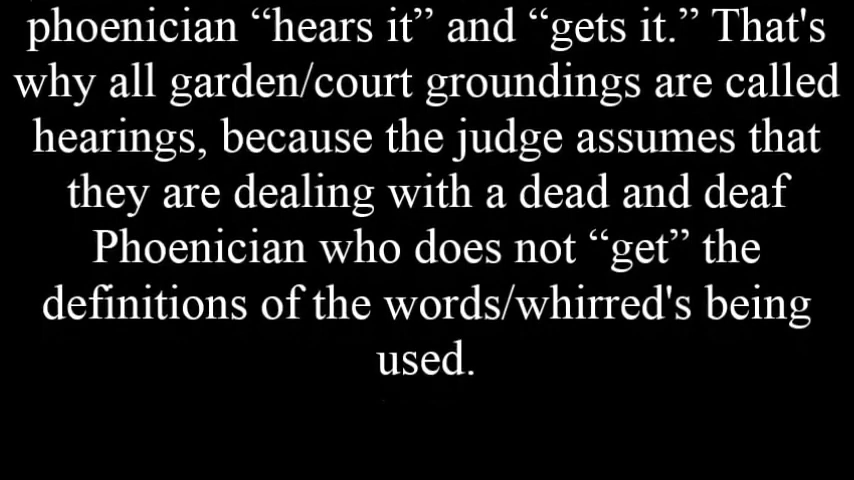 phoenician “hears it” and “gets it.” That's
why all garden/court groundings are called
hearings, because the judge assumes that
they are dealing with a dead and deaf
Phoenician who does not “get” the
definitions of the words/whirred's being
used.